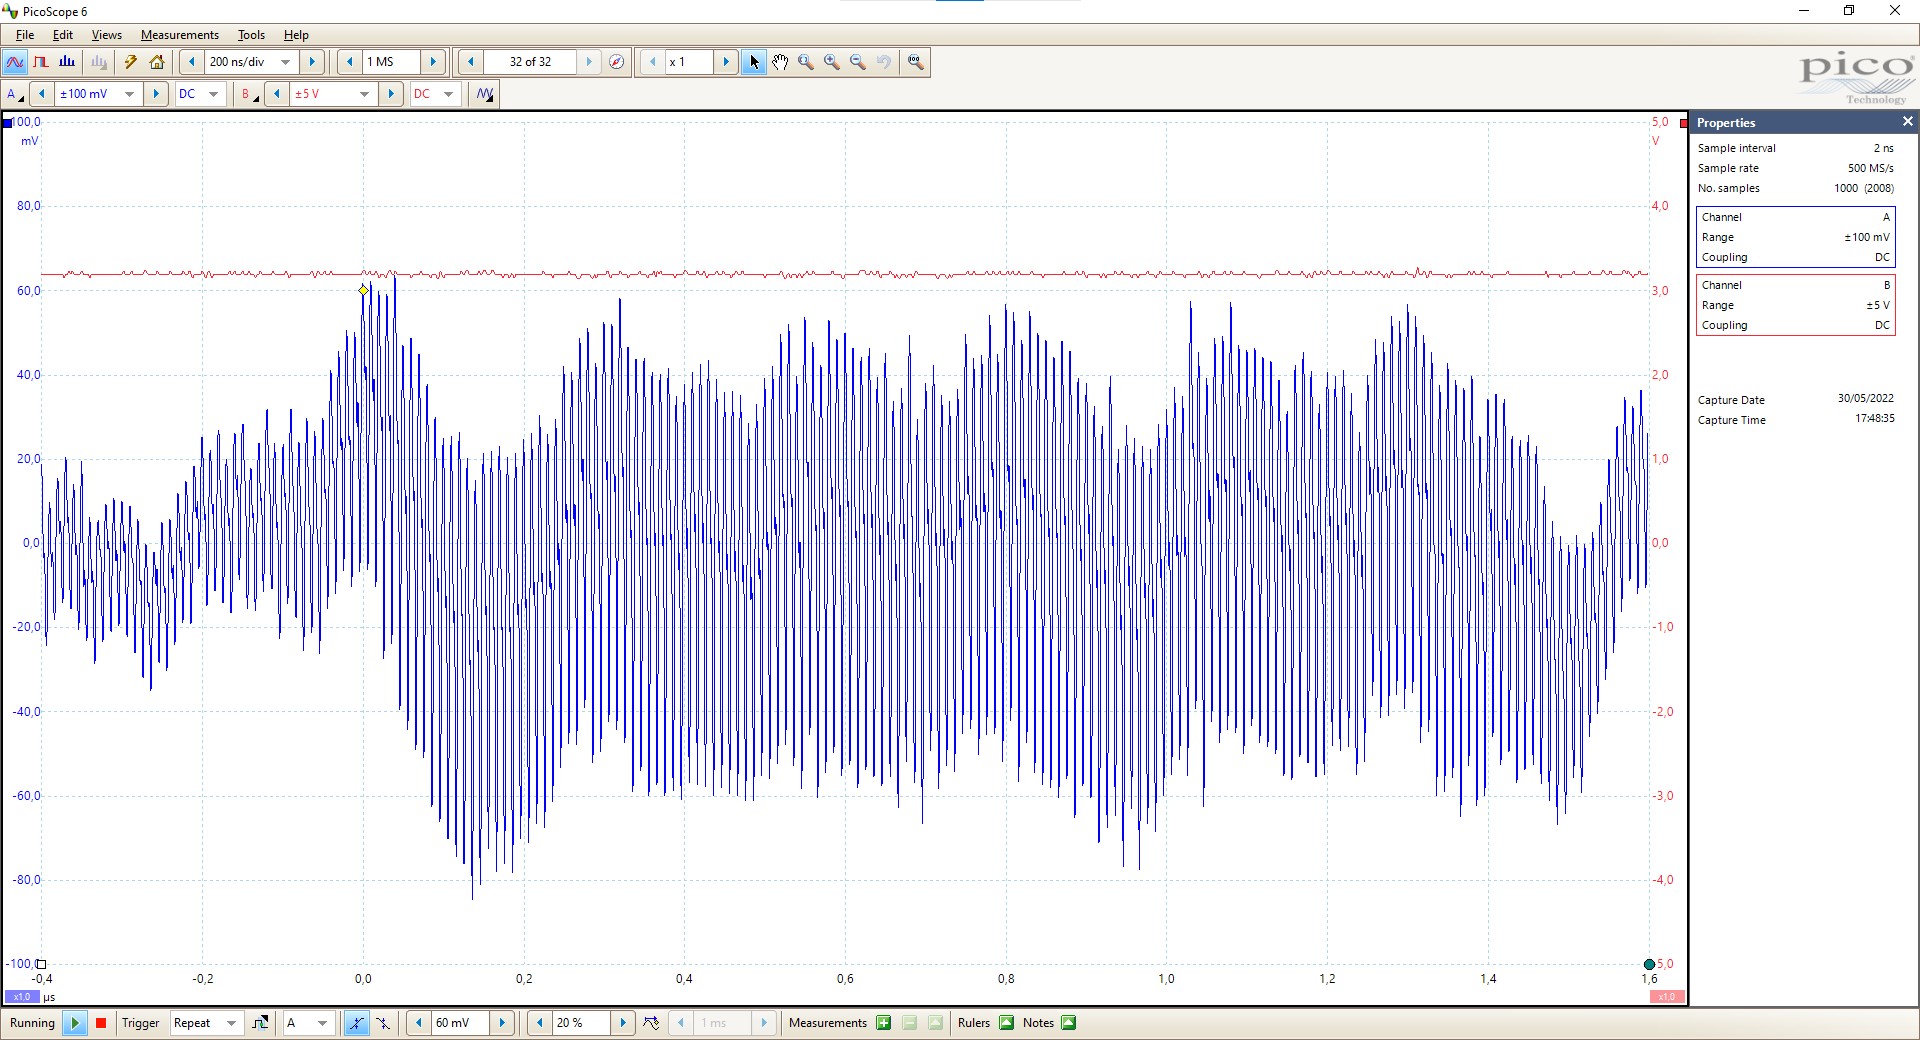 PicoScope 6
File Edit Views Measurements Tools Help
200 ns/div 1 MS 32 of 32 x 1
pico
Technology
A ±100 mV DC B ±5 V DC
100,0 5,0
mV V
80,0 4,0
60,0 3,0
40,0 2,0
20,0 1,0
0,0 0,0
-20,0 -1,0
-40,0 -2,0
-60,0 -3,0
-80,0 -4,0
-100,0 -5,0
-0,4 -0,2 0,0 0,2 0,4 0,6 0,8 1,0 1,2 1,4 1,6
x1,0 µs x1,0
Properties
Sample interval 2 ns
Sample rate 500 MS/s
No. samples 1000 (2008)
Channel A
Range ±100 mV
Coupling DC
Channel B
Range ±5 V
Coupling DC
Capture Date 30/05/2022
Capture Time 17:48:35
Running Trigger Repeat A 60 mV 20 % 1 ms Measurements Rulers Notes